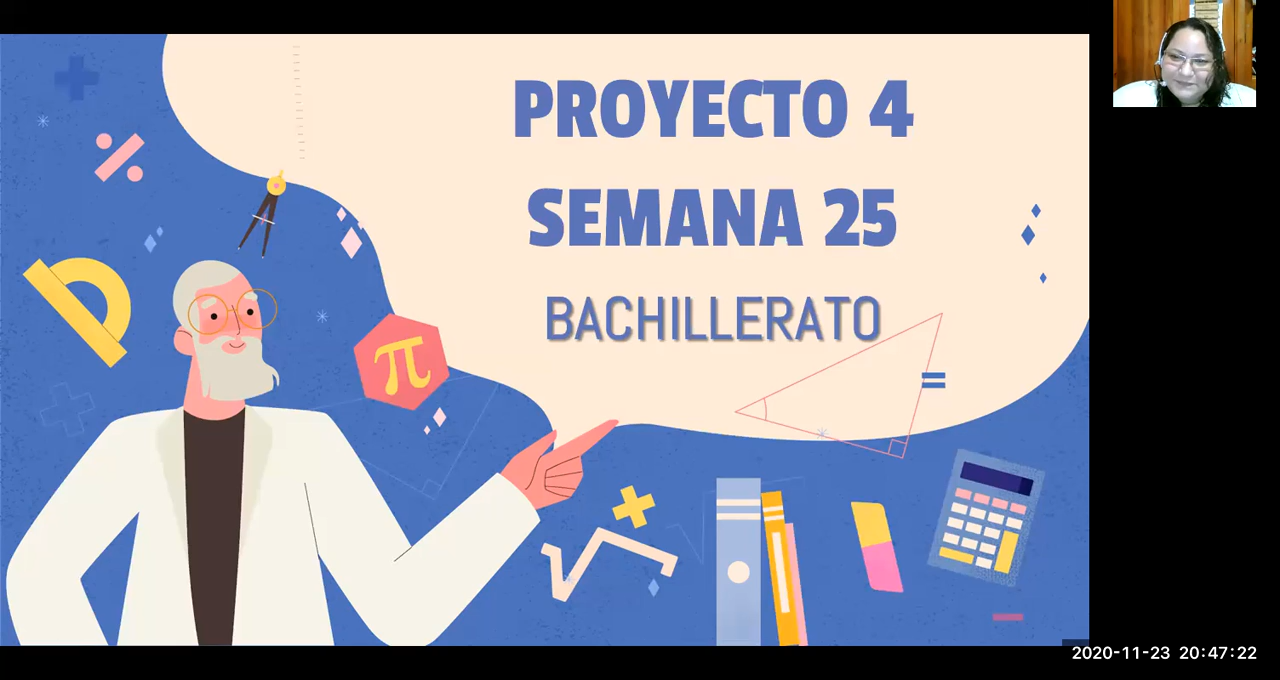 PROYECTO 4
SEMANA 25
BACHILLERATO
π
2020-11-23 20:47:22